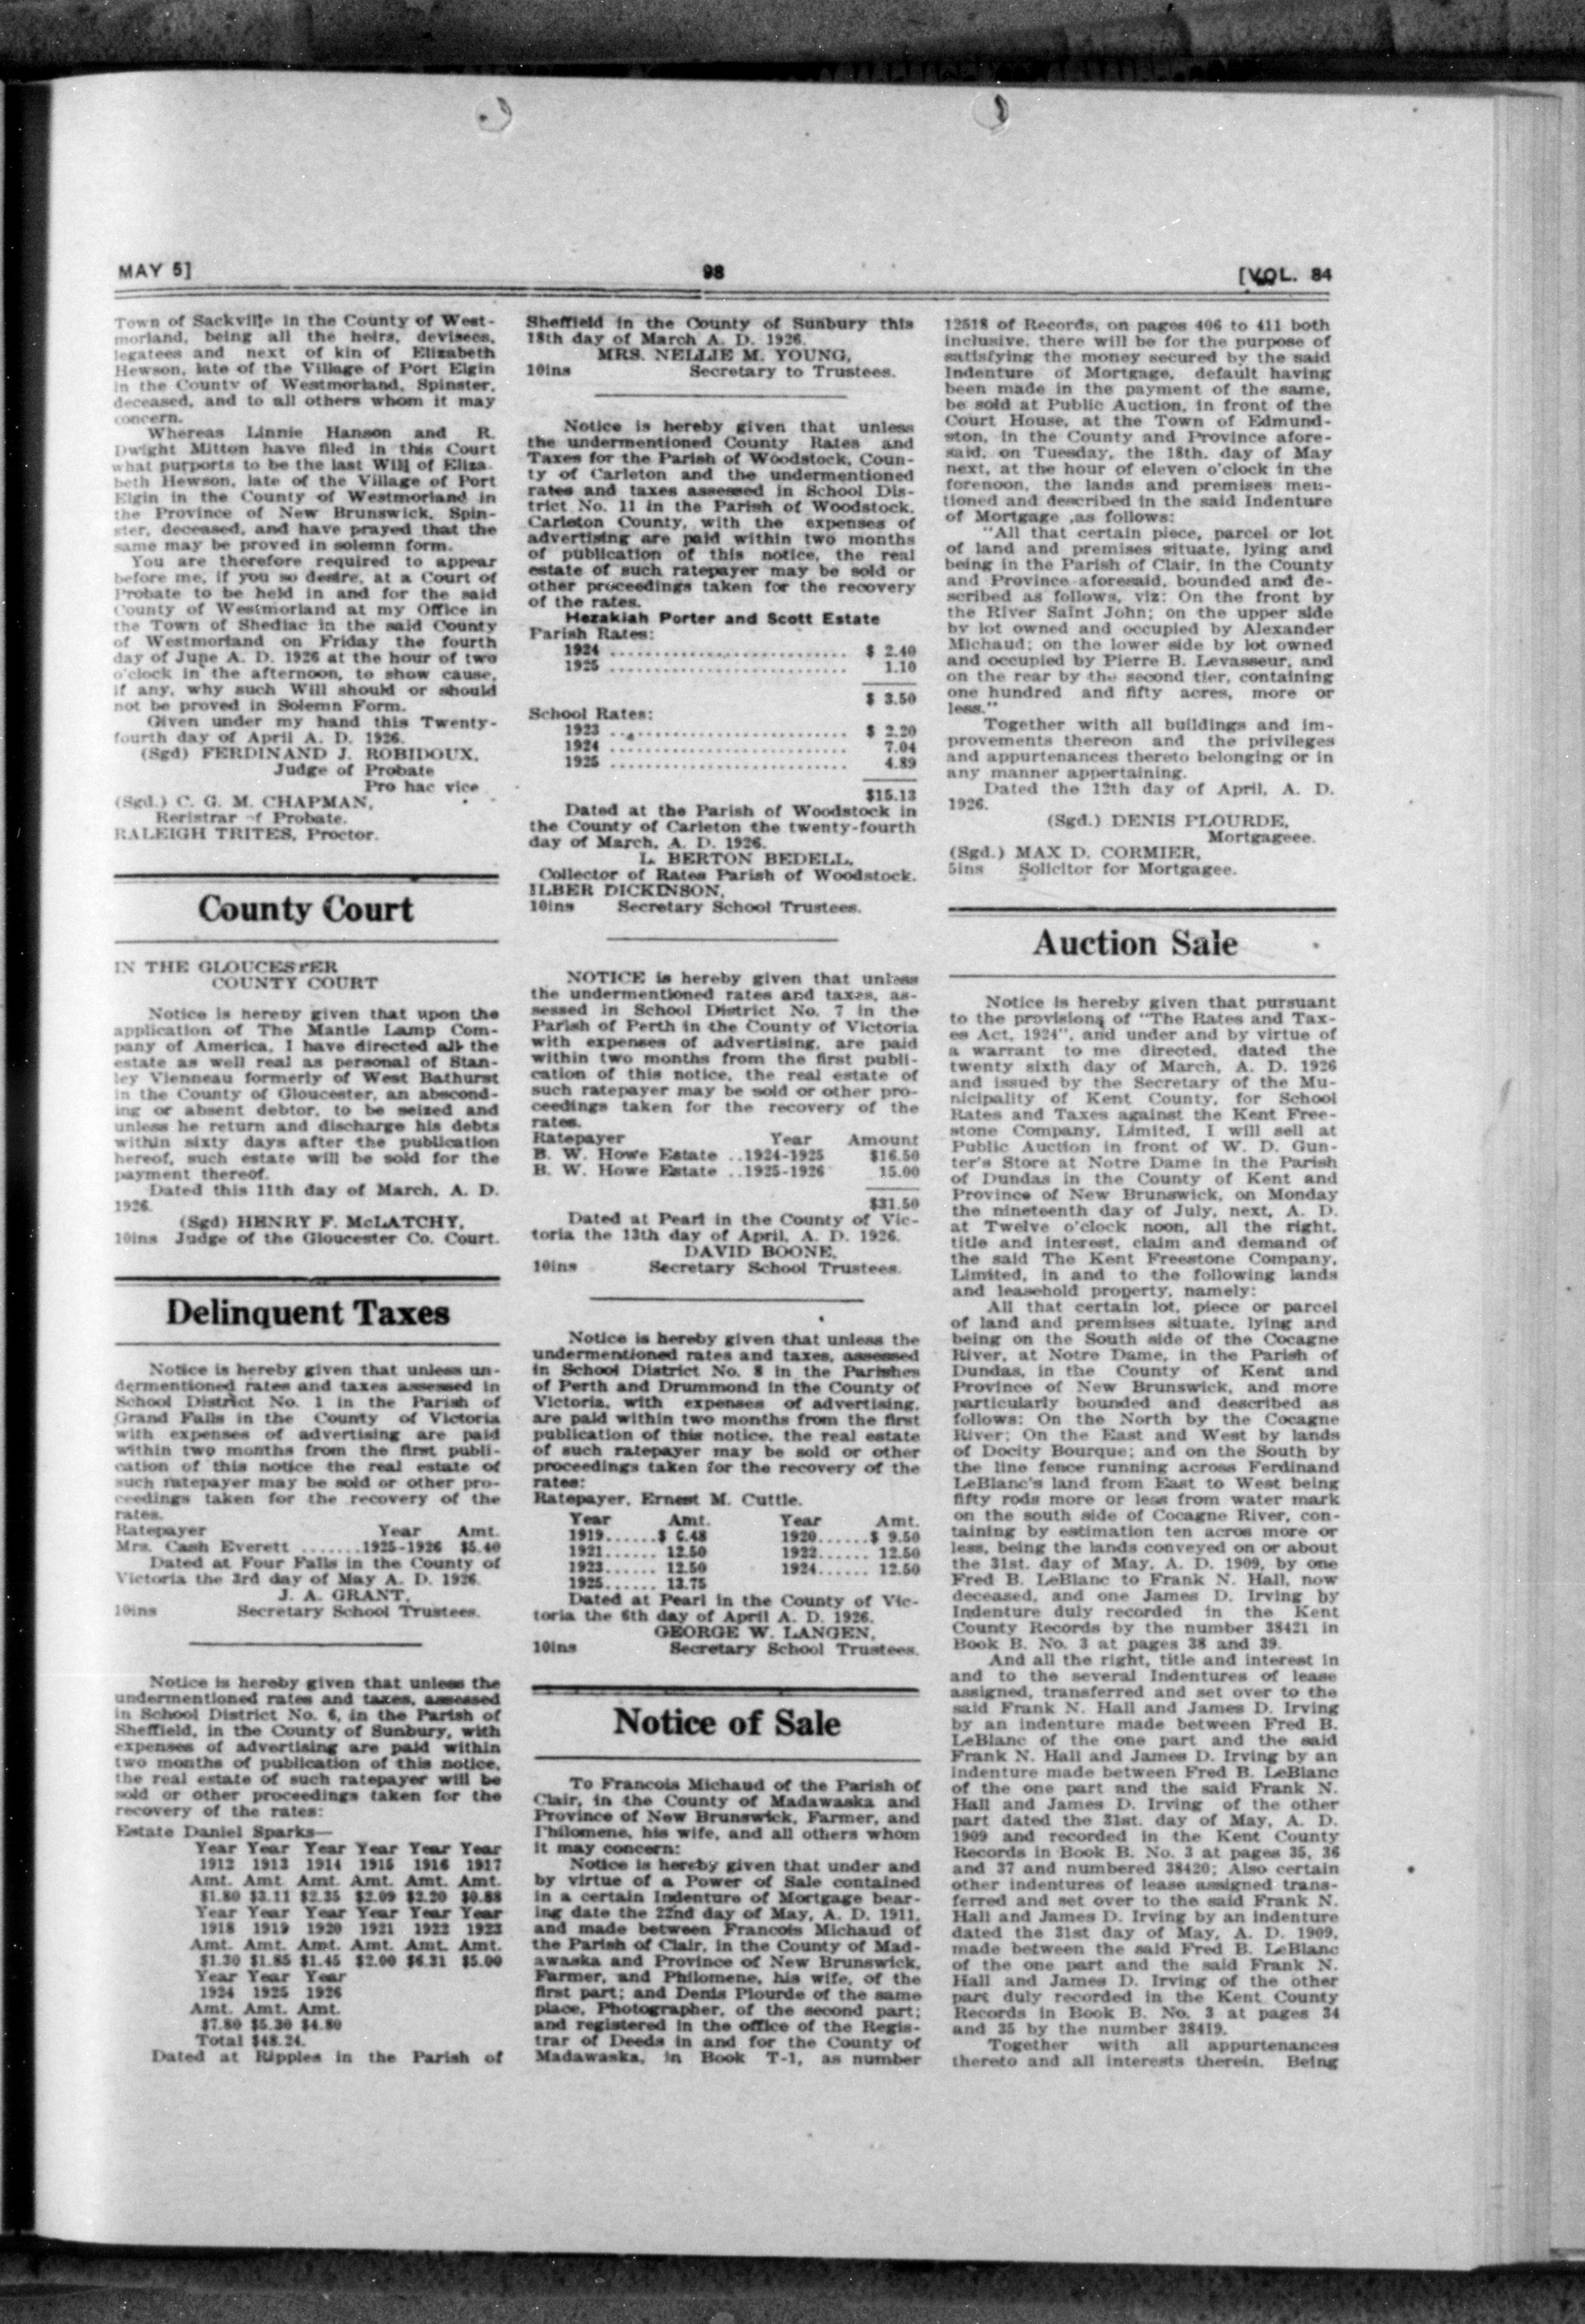 MAY 5]
98
[VOL. 84
Town of Sackville in the County of West-
morland, being all the heirs, devisees,
legatees and next of kin of Elizabeth
Hewson, late of the Village of Port Elgin
in the County of Westmorland, Spinster,
deceased, and to all others whom it may
concern.
Whereas Linnie Hanson and R.
Dwight Mitton have filed in this Court
what purports to be the last Will of Eliza-
beth Hewson, late of the Village of Port
Elgin in the County of Westmorland in
the Province of New Brunswick, Spin-
ster, deceased, and have prayed that the
same may be proved in solemn form.
You are therefore required to appear
before me, if you so desire, at a Court of
Probate to be held in and for the said
County of Westmorland at my Office in
the Town of Shediac in the said County
of Westmorland on Friday the fourth
day of June A. D. 1926 at the hour of two
o'clock in the afternoon, to show cause,
if any, why such Will should or should
not be proved in Solemn Form.
Given under my hand this Twenty-
fourth day of April A. D. 1926.
(Sgd) FERDINAND J. ROBIDOUX,
Judge of Probate
Pro hac vice
(Sgd.) C. G. M. CHAPMAN,
Reristrar of Probate.
RALEIGH TRITES, Proctor.
County Court
IN THE GLOUCESTER
COUNTY COURT
Notice is hereby given that upon the
application of The Mantle Lamp Com-
pany of America, I have directed all the
estate as well real as personal of Stan-
ley Vienneau formerly of West Bathurst
in the County of Gloucester, an abscond-
ing or absent debtor, to be seized and
unless he return and discharge his debts
within sixty days after the publication
hereof, such estate will be sold for the
payment thereof.
Dated this 11th day of March, A. D.
1926.
(Sgd) HENRY F. McLATCHY,
10ins Judge of the Gloucester Co. Court.
Delinquent Taxes
Notice is hereby given that unless un-
dermentioned rates and taxes assessed in
School District No. 1 in the Parish of
Grand Falls in the County of Victoria
with expenses of advertising are paid
within two months from the first publi-
cation of this notice the real estate of
such ratepayer may be sold or other pro-
ceedings taken for the recovery of the
rates.
Ratepayer Year Amt.
Mrs. Cash Everett .......1925-1926 $5.40
Dated at Four Falls in the County of
Victoria the 3rd day of May A. D. 1926.
J. A. GRANT,
10ins Secretary School Trustees.
Notice is hereby given that unless the
undermentioned rates and taxes, assessed
in School District No. 6, in the Parish of
Sheffield, in the County of Sunbury, with
expenses of advertising are paid within
two months of publication of this notice,
the real estate of such ratepayer will be
sold or other proceedings taken for the
recovery of the rates:
Estate Daniel Sparks—
Year Year Year Year Year Year
1912 1913 1914 1915 1916 1917
Amt. Amt Amt. Amt. Amt. Amt.
$1.80 $3.11 $2.35 $2.09 $2.20 $0.88
Year Year Year Year Year Year
1918 1919 1920 1921 1922 1923
Amt. Amt. Amt. Amt. Amt. Amt.
$1.30 $1.85 $1.45 $2.00 $6.31 $5.00
Year Year Year
1924 1925 1926
Amt. Amt. Amt.
$7.80 $5.30 $4.80
Total $48.24.
Dated at Ripples in the Parish of
Sheffield in the County of Sunbury this
18th day of March A. D. 1926.
MRS. NELLIE M. YOUNG,
10ins Secretary to Trustees.
Notice is hereby given that unless
the undermentioned County Rates and
Taxes for the Parish of Woodstock, Coun-
ty of Carleton and the undermentioned
rates and taxes assessed in School Dis-
trict No. 11 in the Parish of Woodstock,
Carleton County, with the expenses of
advertising are paid within two months
of publication of this notice, the real
estate of such ratepayer may be sold or
other proceedings taken for the recovery
of the rates.
Hezakiah Porter and Scott Estate
Parish Rates:
1924 .............................. $ 2.40
1925 .............................. 1.10
$ 3.50
School Rates:
1923 .............................. $ 2.20
1924 .............................. 7.04
1925 .............................. 4.89
$15.13
Dated at the Parish of Woodstock in
the County of Carleton the twenty-fourth
day of March, A. D. 1926.
L. BERTON BEDELL,
Collector of Rates Parish of Woodstock.
ILBER DICKINSON,
10ins Secretary School Trustees.
NOTICE is hereby given that unless
the undermentioned rates and taxes, as-
sessed in School District No. 7 in the
Parish of Perth in the County of Victoria
with expenses of advertising, are paid
within two months from the first publi-
cation of this notice, the real estate of
such ratepayer may be sold or other pro-
ceedings taken for the recovery of the
rates.
Ratepayer Year Amount
B. W. Howe Estate ..1924-1925 $16.50
B. W. Howe Estate ..1925-1926 15.00
$31.50
Dated at Pearl in the County of Vic-
toria the 13th day of April, A. D. 1926.
DAVID BOONE,
10ins Secretary School Trustees.
Notice is hereby given that unless the
undermentioned rates and taxes, assessed
in School District No. 8 in the Parishes
of Perth and Drummond in the County of
Victoria, with expenses of advertising,
are paid within two months from the first
publication of this notice, the real estate
of such ratepayer may be sold or other
proceedings taken for the recovery of the
rates:
Ratepayer, Ernest M. Cuttle.
Year Amt. Year Amt.
1919......$ 6.48 1920......$ 9.50
1921...... 12.50 1922...... 12.50
1923...... 12.50 1924...... 12.50
1925...... 13.75
Dated at Pearl in the County of Vic-
toria the 6th day of April A. D. 1926.
GEORGE W. LANGEN,
10ins Secretary School Trustees.
Notice of Sale
To Francois Michaud of the Parish of
Clair, in the County of Madawaska and
Province of New Brunswick, Farmer, and
Philomene, his wife, and all others whom
it may concern:
Notice is hereby given that under and
by virtue of a Power of Sale contained
in a certain Indenture of Mortgage bear-
ing date the 22nd day of May, A. D. 1911,
and made between Francois Michaud of
the Parish of Clair, in the County of Mad-
awaska and Province of New Brunswick,
Farmer, and Philomene, his wife, of the
first part; and Denis Plourde of the same
place, Photographer, of the second part;
and registered in the office of the Regis-
trar of Deeds in and for the County of
Madawaska, in Book T-1, as number
12518 of Records, on pages 406 to 411 both
inclusive, there will be for the purpose of
satisfying the money secured by the said
Indenture of Mortgage, default having
been made in the payment of the same,
be sold at Public Auction, in front of the
Court House, at the Town of Edmund-
ston, in the County and Province afore-
said, on Tuesday, the 18th. day of May
next, at the hour of eleven o'clock in the
forenoon, the lands and premises men-
tioned and described in the said Indenture
of Mortgage ,as follows:
"All that certain piece, parcel or lot
of land and premises situate, lying and
being in the Parish of Clair, in the County
and Province aforesaid, bounded and de-
scribed as follows, viz: On the front by
the River Saint John; on the upper side
by lot owned and occupied by Alexander
Michaud; on the lower side by lot owned
and occupied by Pierre B. Levasseur, and
on the rear by the second tier, containing
one hundred and fifty acres, more or
less."
Together with all buildings and im-
provements thereon and the privileges
and appurtenances thereto belonging or in
any manner appertaining.
Dated the 12th day of April, A. D.
1926.
(Sgd.) DENIS PLOURDE,
Mortgageee.
(Sgd.) MAX D. CORMIER,
5ins Solicitor for Mortgagee.
Auction Sale
Notice is hereby given that pursuant
to the provisions of "The Rates and Tax-
es Act, 1924", and under and by virtue of
a warrant to me directed, dated the
twenty sixth day of March, A. D. 1926
and issued by the Secretary of the Mu-
nicipality of Kent County, for School
Rates and Taxes against the Kent Free-
stone Company, Limited, I will sell at
Public Auction in front of W. D. Gun-
ter's Store at Notre Dame in the Parish
of Dundas in the County of Kent and
Province of New Brunswick, on Monday
the nineteenth day of July, next, A. D.
at Twelve o'clock noon, all the right,
title and interest, claim and demand of
the said The Kent Freestone Company,
Limited, in and to the following lands
and leasehold property, namely:
All that certain lot, piece or parcel
of land and premises situate, lying and
being on the South side of the Cocagne
River, at Notre Dame, in the Parish of
Dundas, in the County of Kent and
Province of New Brunswick, and more
particularly bounded and described as
follows: On the North by the Cocagne
River; On the East and West by lands
of Docity Bourque; and on the South by
the line fence running across Ferdinand
LeBlanc's land from East to West being
fifty rods more or less from water mark
on the south side of Cocagne River, con-
taining by estimation ten acros more or
less, being the lands conveyed on or about
the 31st. day of May, A. D. 1909, by one
Fred B. LeBlanc to Frank N. Hall, now
deceased, and one James D. Irving by
Indenture duly recorded in the Kent
County Records by the number 38421 in
Book B. No. 3 at pages 38 and 39.
And all the right, title and interest in
and to the several Indentures of lease
assigned, transferred and set over to the
said Frank N. Hall and James D. Irving
by an indenture made between Fred B.
LeBlanc of the one part and the said
Frank N. Hall and James D. Irving by an
indenture made between Fred B. LeBlanc
of the one part and the said Frank N.
Hall and James D. Irving of the other
part dated the 31st. day of May, A. D.
1909 and recorded in the Kent County
Records in Book B. No. 3 at pages 35, 36
and 37 and numbered 38420; Also certain
other indentures of lease assigned trans-
ferred and set over to the said Frank N.
Hall and James D. Irving by an indenture
dated the 31st day of May, A. D. 1909,
made between the said Fred B. LeBlanc
of the one part and the said Frank N.
Hall and James D. Irving of the other
part duly recorded in the Kent County
Records in Book B. No. 3 at pages 34
and 35 by the number 38419.
Together with all appurtenances
thereto and all interests therein. Being